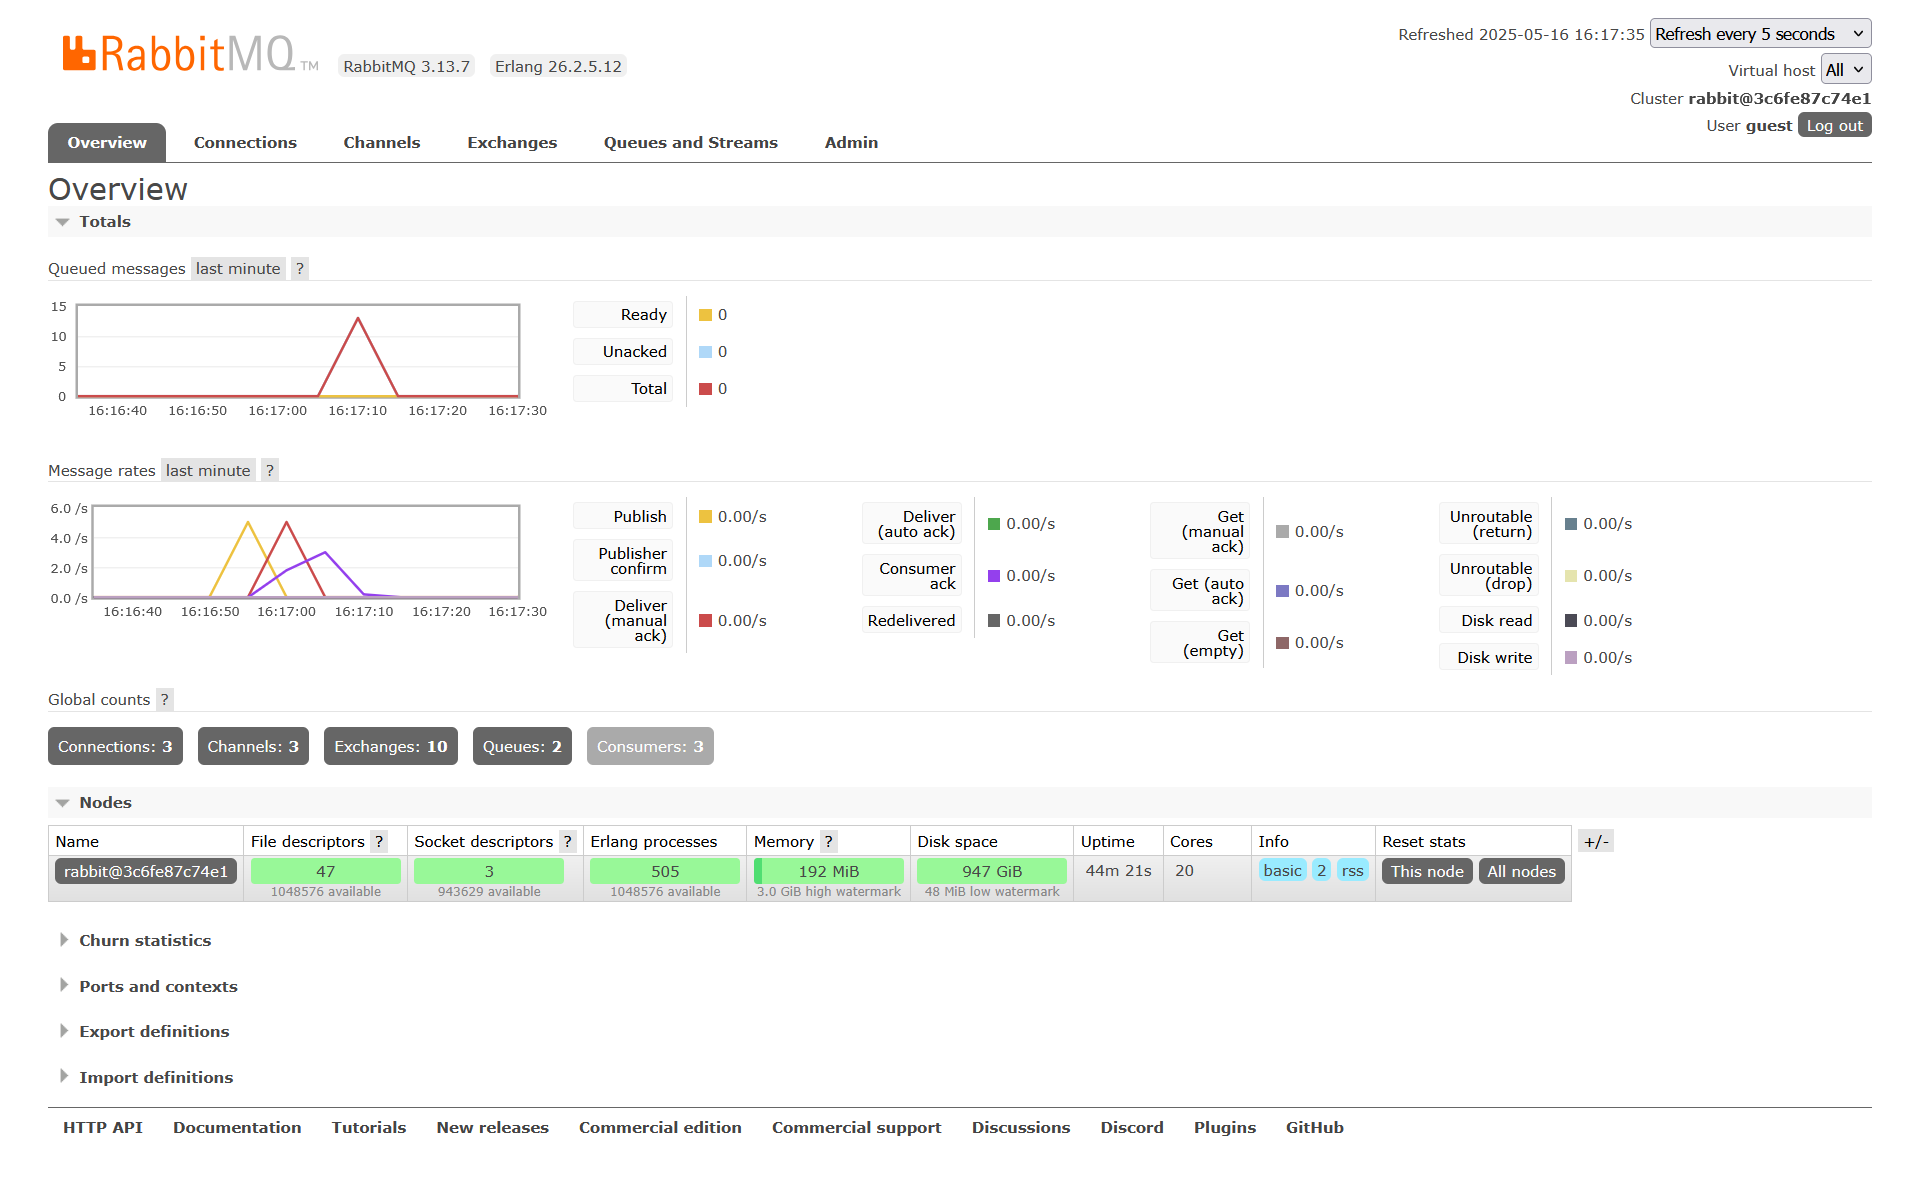 RabbitMQ TM RabbitMQ 3.13.7 Erlang 26.2.5.12
Refreshed 2025-05-16 16:17:35 Refresh every 5 seconds
Virtual host All
Cluster rabbit@3c6fe87c74e1
User guest Log out
Overview Connections Channels Exchanges Queues and Streams Admin
Overview
Totals
Queued messages last minute ?
15
10
5
0
16:16:40 16:16:50 16:17:00 16:17:10 16:17:20 16:17:30
Ready 0
Unacked 0
Total 0
Message rates last minute ?
6.0 /s
4.0 /s
2.0 /s
0.0 /s
16:16:40 16:16:50 16:17:00 16:17:10 16:17:20 16:17:30
Publish 0.00/s
Publisher
confirm 0.00/s
Deliver
(manual
ack) 0.00/s
Deliver
(auto ack) 0.00/s
Consumer
ack 0.00/s
Redelivered 0.00/s
Get
(manual
ack) 0.00/s
Get (auto
ack) 0.00/s
Get
(empty) 0.00/s
Unroutable
(return) 0.00/s
Unroutable
(drop) 0.00/s
Disk read 0.00/s
Disk write 0.00/s
Global counts ?
Connections: 3 Channels: 3 Exchanges: 10 Queues: 2 Consumers: 3
Nodes
Name File descriptors ? Socket descriptors ? Erlang processes Memory ? Disk space Uptime Cores Info Reset stats +/-
rabbit@3c6fe87c74e1 47 3 505 192 MiB 947 GiB 44m 21s 20 basic 2 rss This node All nodes
1048576 available 943629 available 1048576 available 3.0 GiB high watermark 48 MiB low watermark
Churn statistics
Ports and contexts
Export definitions
Import definitions
HTTP API Documentation Tutorials New releases Commercial edition Commercial support Discussions Discord Plugins GitHub